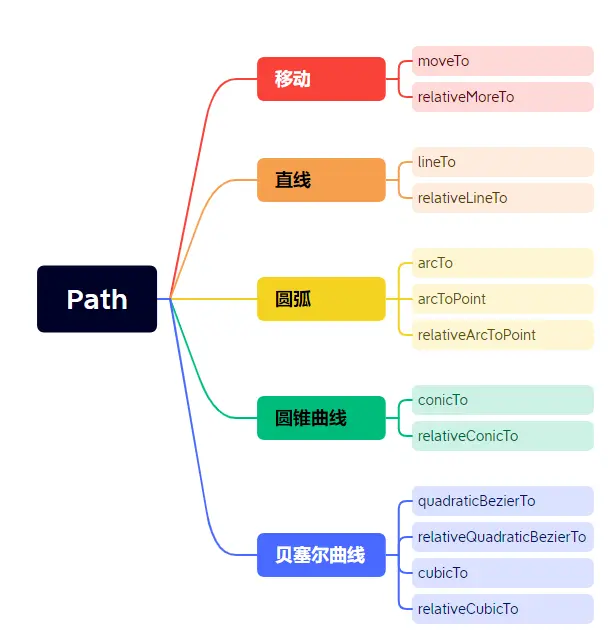 Path
移动
moveTo
relativeMoreTo
直线
lineTo
relativeLineTo
圆弧
arcTo
arcToPoint
relativeArcToPoint
圆锥曲线
conicTo
relativeConicTo
贝塞尔曲线
quadraticBezierTo
relativeQuadraticBezierTo
cubicTo
relativeCubicTo